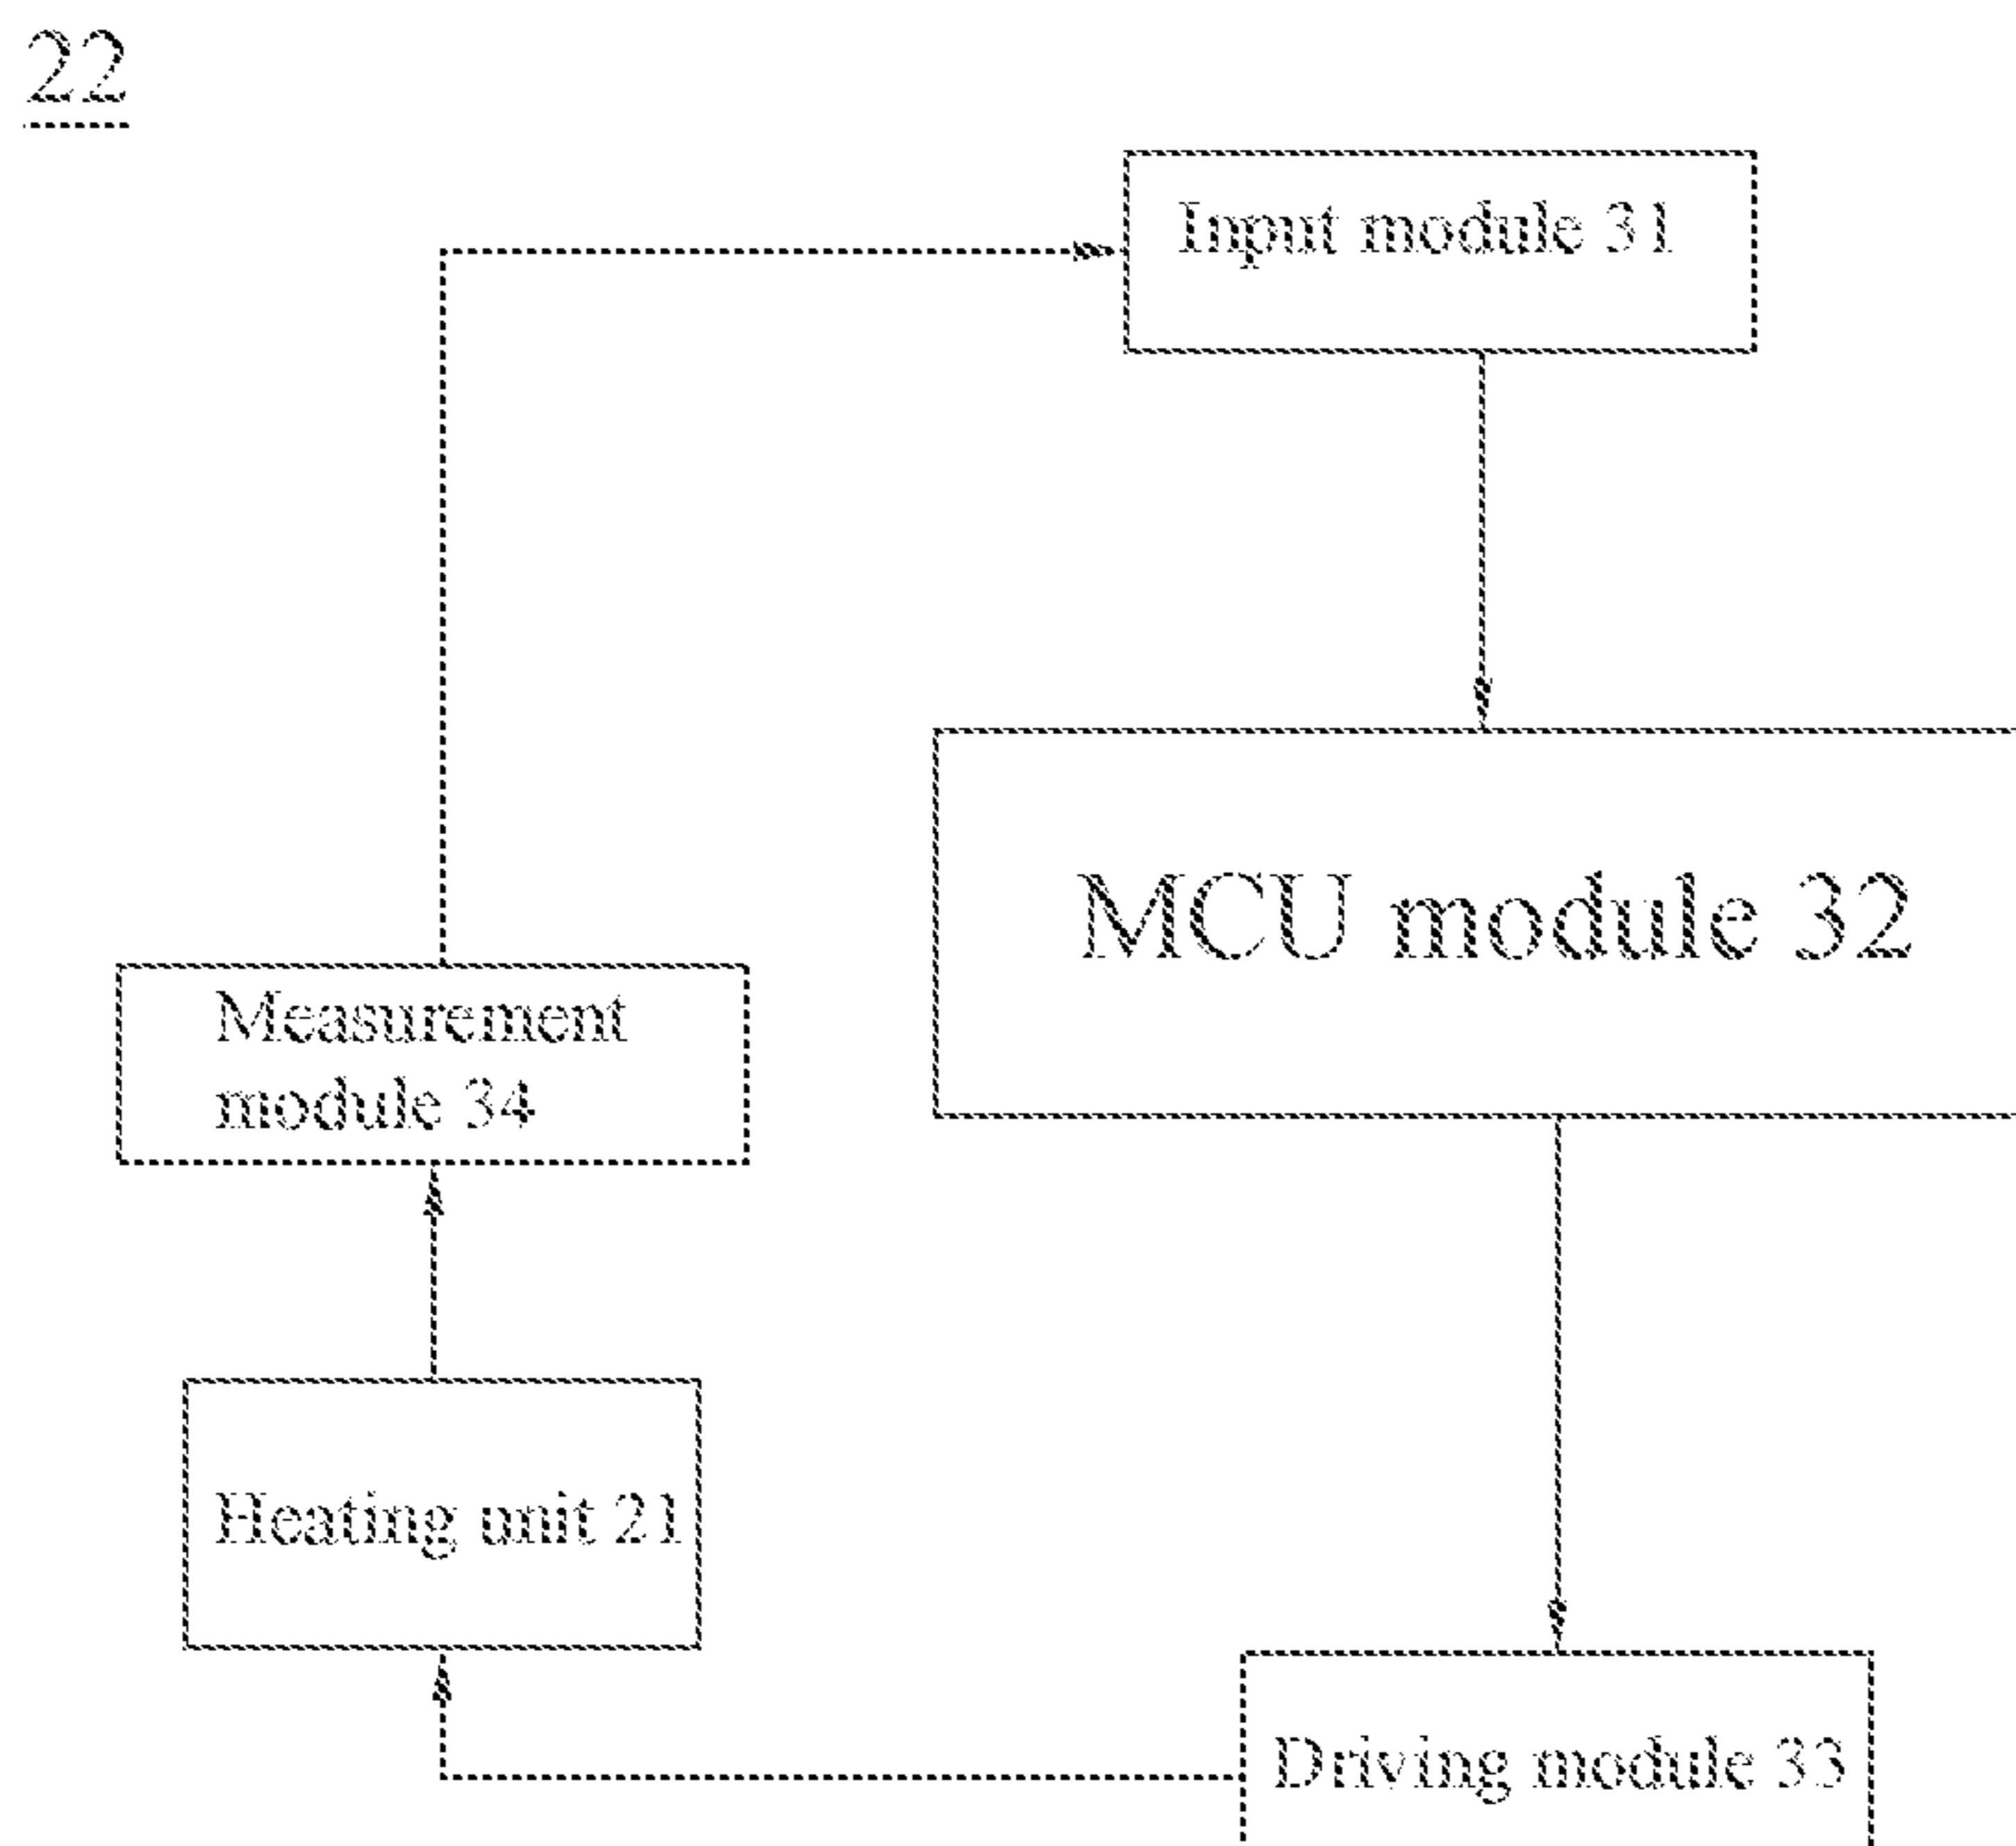 22
Input module 31
MCU module 32
Measurement
module 34
Heating unit 21
Driving module 33